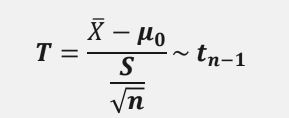 T = (X̄ − μ₀) / (S / √n) ~ tₙ₋₁